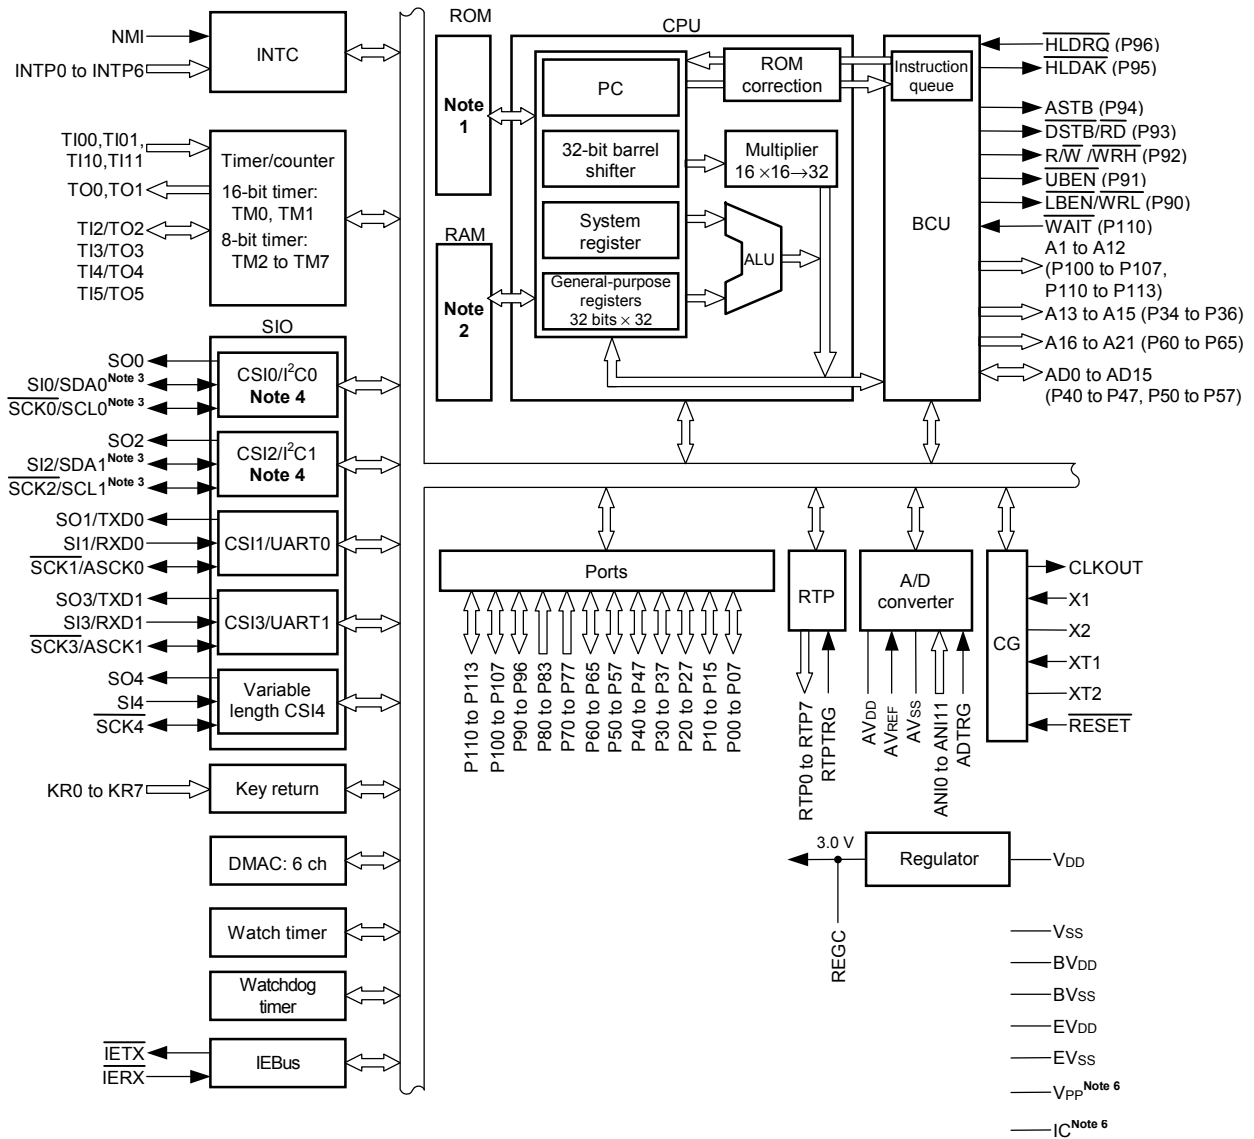 NMI
INTP0 to INTP6
INTC
TI00,TI01,
TI10,TI11
TO0,TO1
TI2/TO2
TI3/TO3
TI4/TO4
TI5/TO5
Timer/counter
16-bit timer:
TM0, TM1
8-bit timer:
TM2 to TM7
SIO
SO0
SI0/SDA0Note 3
SCK0/SCL0Note 3
CSI0/I2C0
Note 4
SO2
SI2/SDA1Note 3
SCK2/SCL1Note 3
CSI2/I2C1
Note 4
SO1/TXD0
SI1/RXD0
SCK1/ASCK0
CSI1/UART0
SO3/TXD1
SI3/RXD1
SCK3/ASCK1
CSI3/UART1
SO4
SI4
SCK4
Variable
length CSI4
KR0 to KR7
Key return
DMAC: 6 ch
Watch timer
Watchdog
timer
IETX
IERX
IEBus
ROM
Note
1
RAM
Note
2
CPU
PC
32-bit barrel
shifter
System
register
General-purpose
registers
32 bits × 32
ROM
correction
Multiplier
16 ×16→32
ALU
Instruction
queue
BCU
HLDRQ (P96)
HLDAK (P95)
ASTB (P94)
DSTB/RD (P93)
R/W /WRH (P92)
UBEN (P91)
LBEN/WRL (P90)
WAIT (P110)
A1 to A12
(P100 to P107,
P110 to P113)
A13 to A15 (P34 to P36)
A16 to A21 (P60 to P65)
AD0 to AD15
(P40 to P47, P50 to P57)
Ports
P110 to P113
P100 to P107
P90 to P96
P80 to P83
P70 to P77
P60 to P65
P50 to P57
P40 to P47
P30 to P37
P20 to P27
P10 to P15
P00 to P07
RTP
RTP0 to RTP7
RTPTRG
A/D
converter
AVDD
AVREF
AVSS
ANI0 to ANI11
ADTRG
CG
CLKOUT
X1
X2
XT1
XT2
RESET
3.0 V
Regulator
VDD
REGC
VSS
BVDD
BVSS
EVDD
EVSS
VPPNote 6
ICNote 6